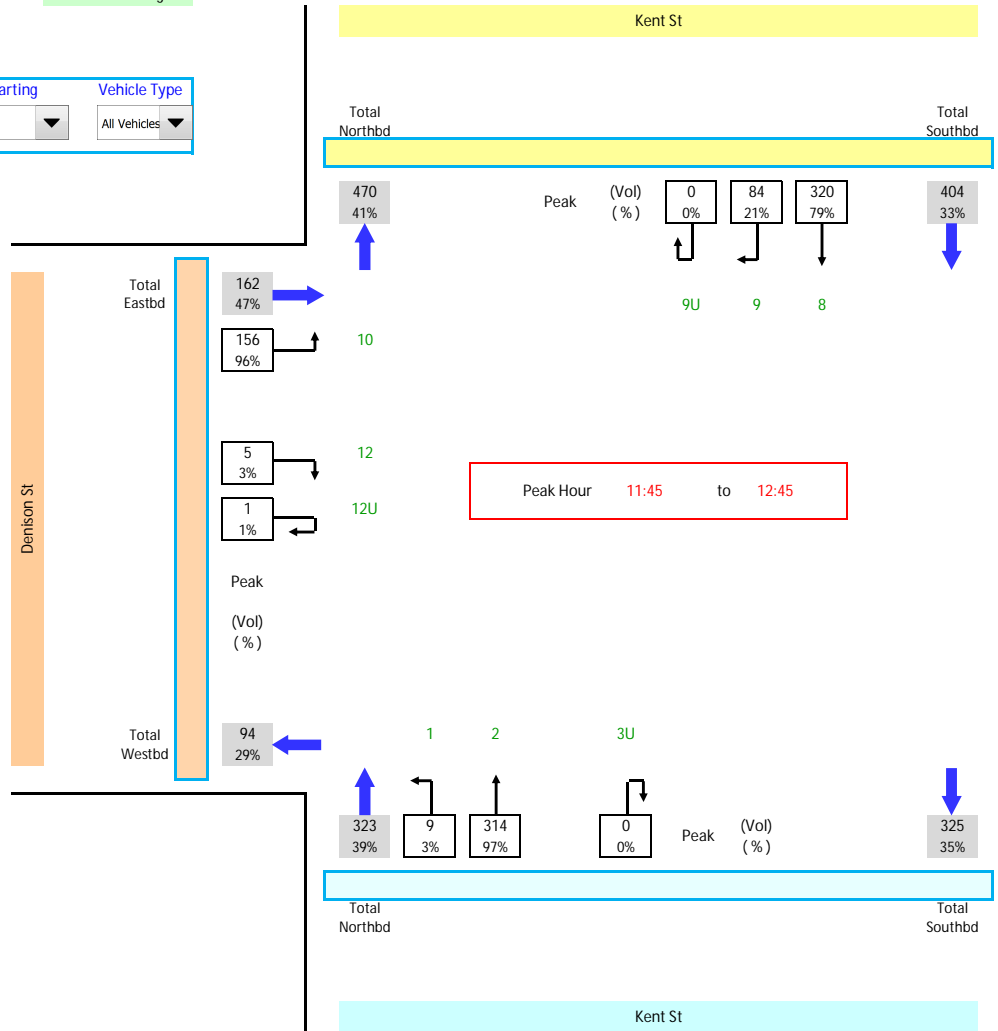 Kent St
arting Vehicle Type
All Vehicles
Total Northbd
Total Southbd
470 41%
Peak (Vol) (%)
0 0%
84 21%
320 79%
404 33%
9U 9 8
Denison St
Total Eastbd
162 47%
156 96%
10
5 3%
12
1 1%
12U
Peak
(Vol)
(%)
Peak Hour 11:45 to 12:45
Total Westbd
94 29%
1 2 3U
323 39%
9 3%
314 97%
0 0%
Peak (Vol) (%)
325 35%
Total Northbd
Total Southbd
Kent St